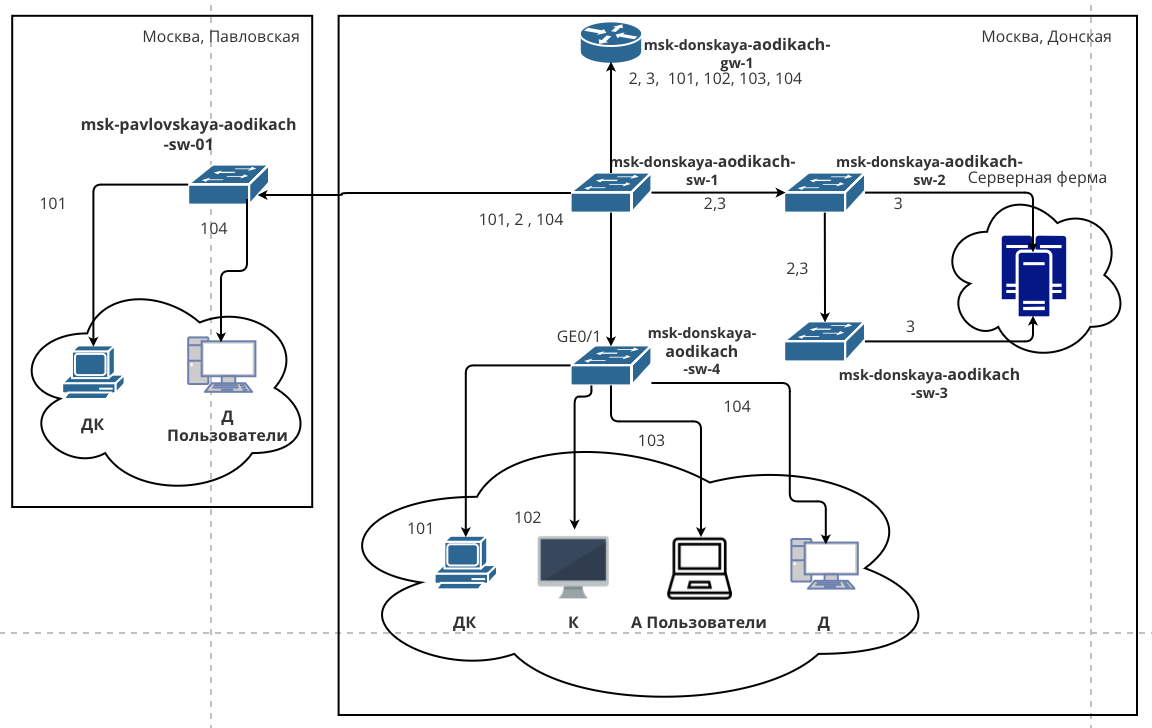 Москва, Павловская
Москва, Донская
msk-donskaya-aodikach-
gw-1
2, 3,  101, 102, 103, 104
msk-pavlovskaya-aodikach
-sw-01
msk-donskaya-aodikach-
sw-1
msk-donskaya-aodikach-
sw-2
Серверная ферма
101
104
101, 2 , 104
2,3
3
2,3
GE0/1
msk-donskaya-
aodikach
-sw-4
3
msk-donskaya-aodikach
-sw-3
ДК
Д
Пользователи
104
103
101
102
ДК
К
А Пользователи
Д